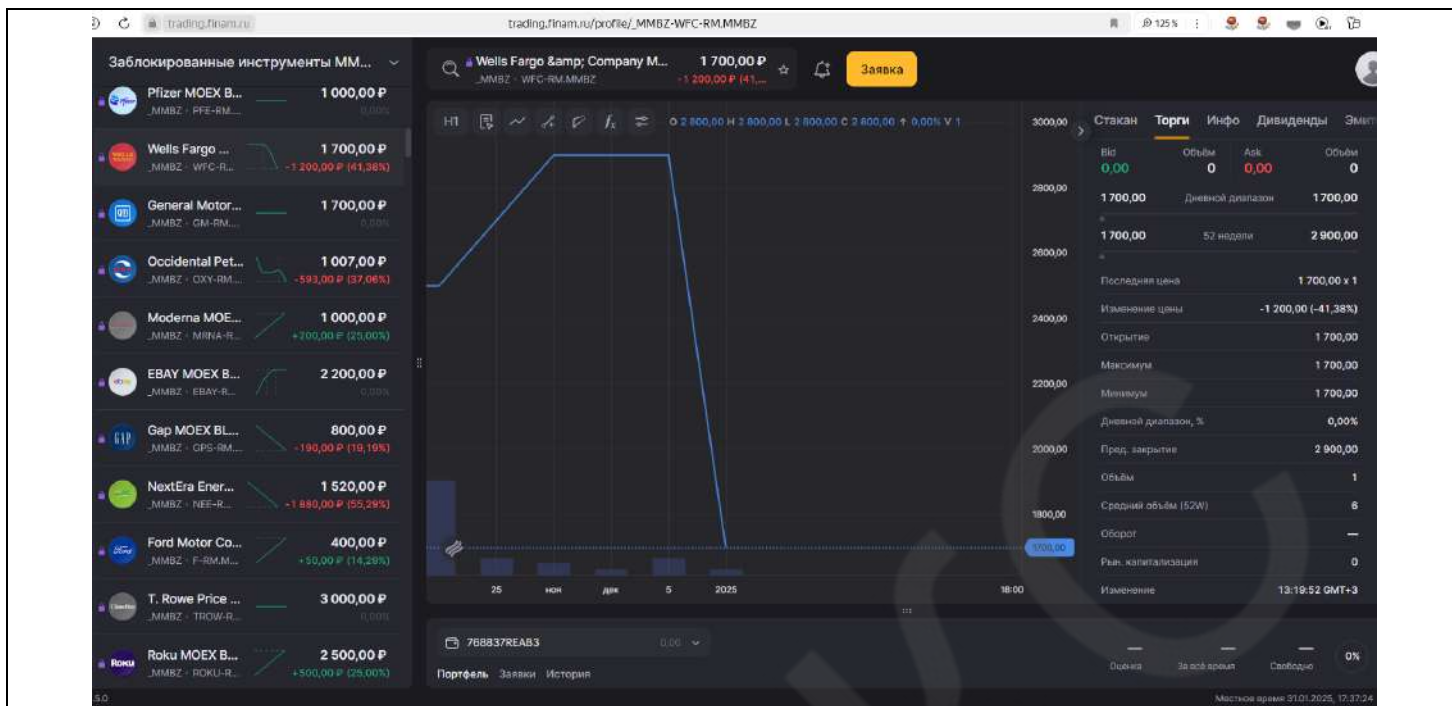 trading.finam.ru
trading.finam.ru/profile/_MMBZ-WFC-RM.MMBZ
125 %
Заблокированные инструменты MM...
Pfizer MOEX B...
1 000,00 ₽
_MMBZ · PFE-RM....
0,00%
Wells Fargo ...
1 700,00 ₽
_MMBZ · WFC-R...
-1 200,00 ₽ (41,38%)
General Motor...
1 700,00 ₽
_MMBZ · GM-RM....
0,00%
Occidental Pet...
1 007,00 ₽
_MMBZ · OXY-RM....
-593,00 ₽ (37,06%)
Moderna MOE...
1 000,00 ₽
_MMBZ · MRNA-R...
+200,00 ₽ (25,00%)
EBAY MOEX B...
2 200,00 ₽
_MMBZ · EBAY-R...
0,00%
Gap MOEX BL...
800,00 ₽
_MMBZ · GPS-RM....
-190,00 ₽ (19,19%)
NextEra Ener...
1 520,00 ₽
_MMBZ · NEE-R...
-1 880,00 ₽ (55,29%)
Ford Motor Co...
400,00 ₽
_MMBZ · F-RM.M...
+50,00 ₽ (14,29%)
T. Rowe Price ...
3 000,00 ₽
_MMBZ · TROW-R...
0,00%
Roku MOEX B...
2 500,00 ₽
_MMBZ · ROKU-R...
+500,00 ₽ (25,00%)
5.0
Wells Fargo &amp; Company M...
1 700,00 ₽
_MMBZ · WFC-RM.MMBZ
-1 200,00 ₽ (41,...
Заявка
H1
O 2 800,00 H 2 800,00 L 2 800,00 C 2 800,00 ↑ 0,00% V 1
3000,00
2800,00
2600,00
2400,00
2200,00
2000,00
1800,00
1700,00
25
ноя
дек
5
2025
18:00
768837REAB3
0,00
Портфель Заявки История
Стакан Торги Инфо Дивиденды Эмит
Bid Объём Ask Объём
0,00 0 0,00 0
1 700,00 Дневной диапазон 1 700,00
1 700,00 52 недели 2 900,00
Последняя цена 1 700,00 x 1
Изменение цены -1 200,00 (-41,38%)
Открытие 1 700,00
Максимум 1 700,00
Минимум 1 700,00
Дневной диапазон, % 0,00%
Пред. закрытие 2 900,00
Объём 1
Средний объём (52W) 6
Оборот —
Рын. капитализация 0
Изменение 13:19:52 GMT+3
Оценка — За всё время — Свободно — 0%
Местное время 31.01.2025, 17:37:24